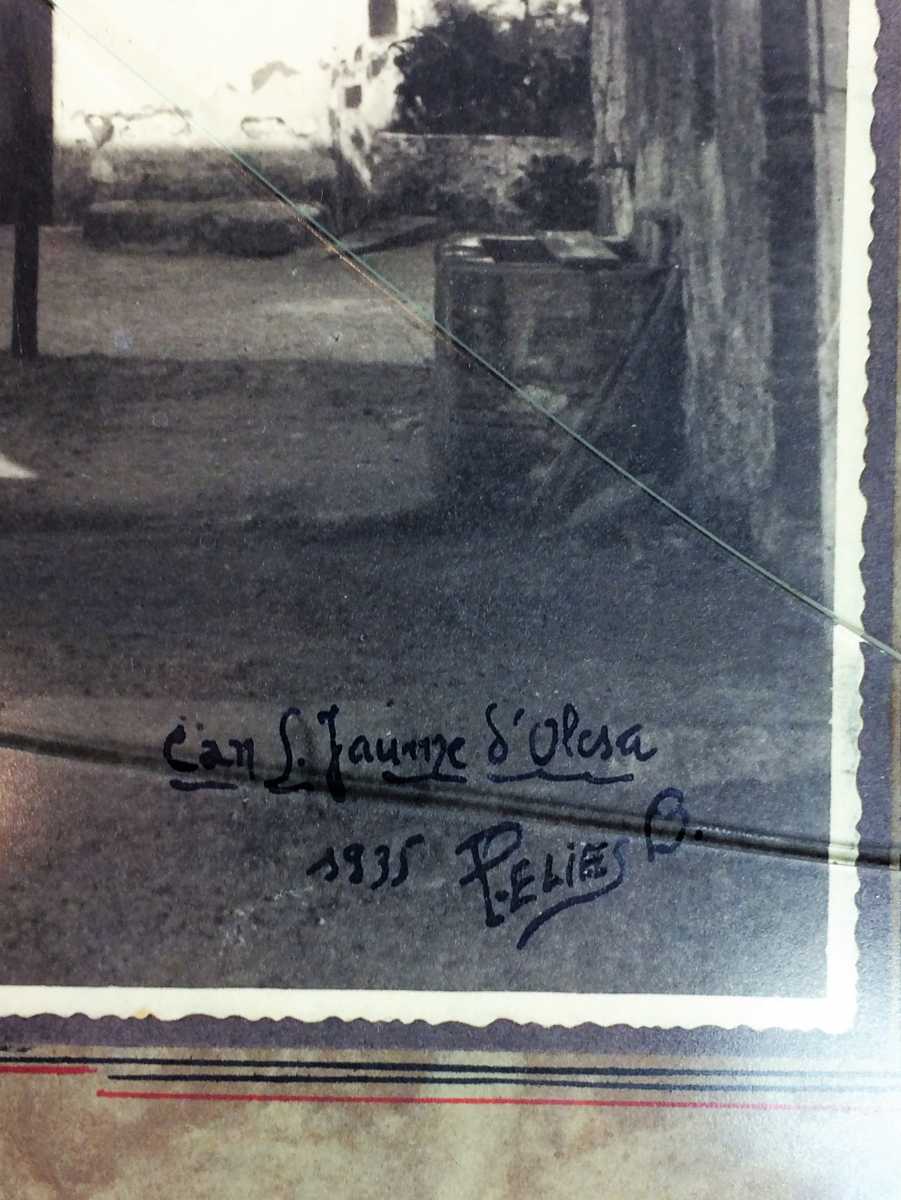 Can S. Jaume d'Olesa
1935 P. ELIES B.